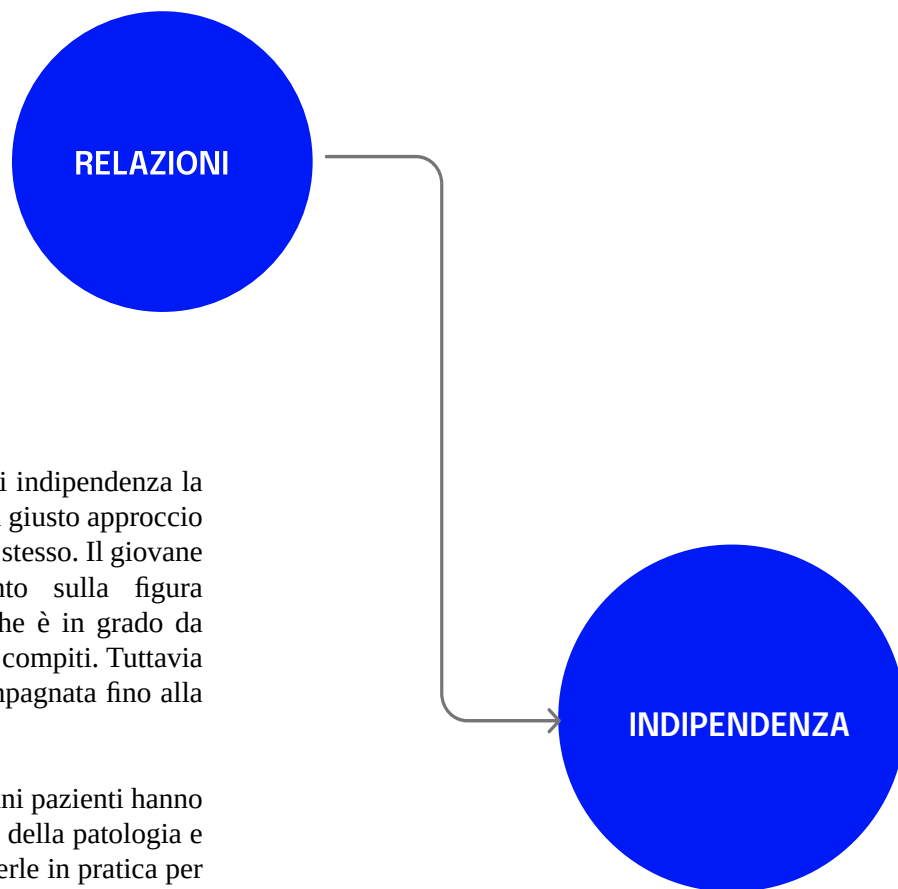 RELAZIONI
i indipendenza la
giusto approccio
stesso. Il giovane
nto sulla figura
he è in grado da
compiti. Tuttavia
mpagnata fino alla
INDIPENDENZA
ni pazienti hanno
della patologia e
erle in pratica per